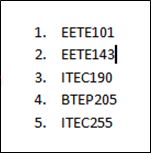 1. EETE101
2. EETE143
3. ITEC190
4. BTEP205
5. ITEC255